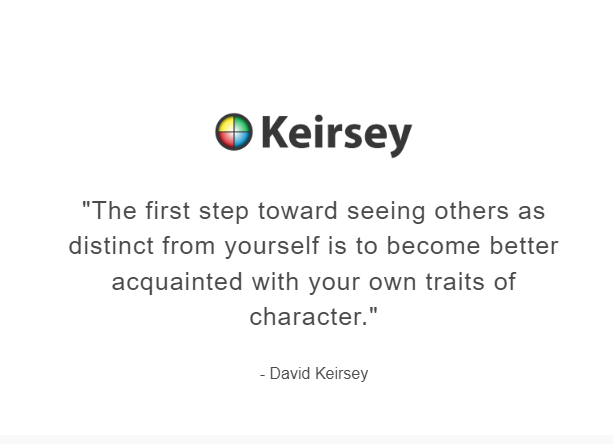 Keirsey
"The first step toward seeing others as
distinct from yourself is to become better
acquainted with your own traits of
character."
- David Keirsey